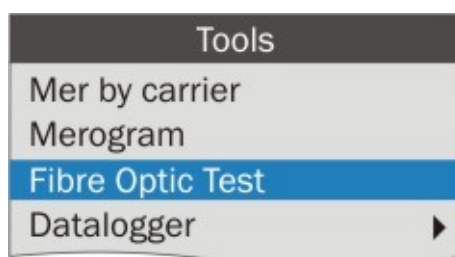 Tools
Mer by carrier
Merogram
Fibre Optic Test
Datalogger